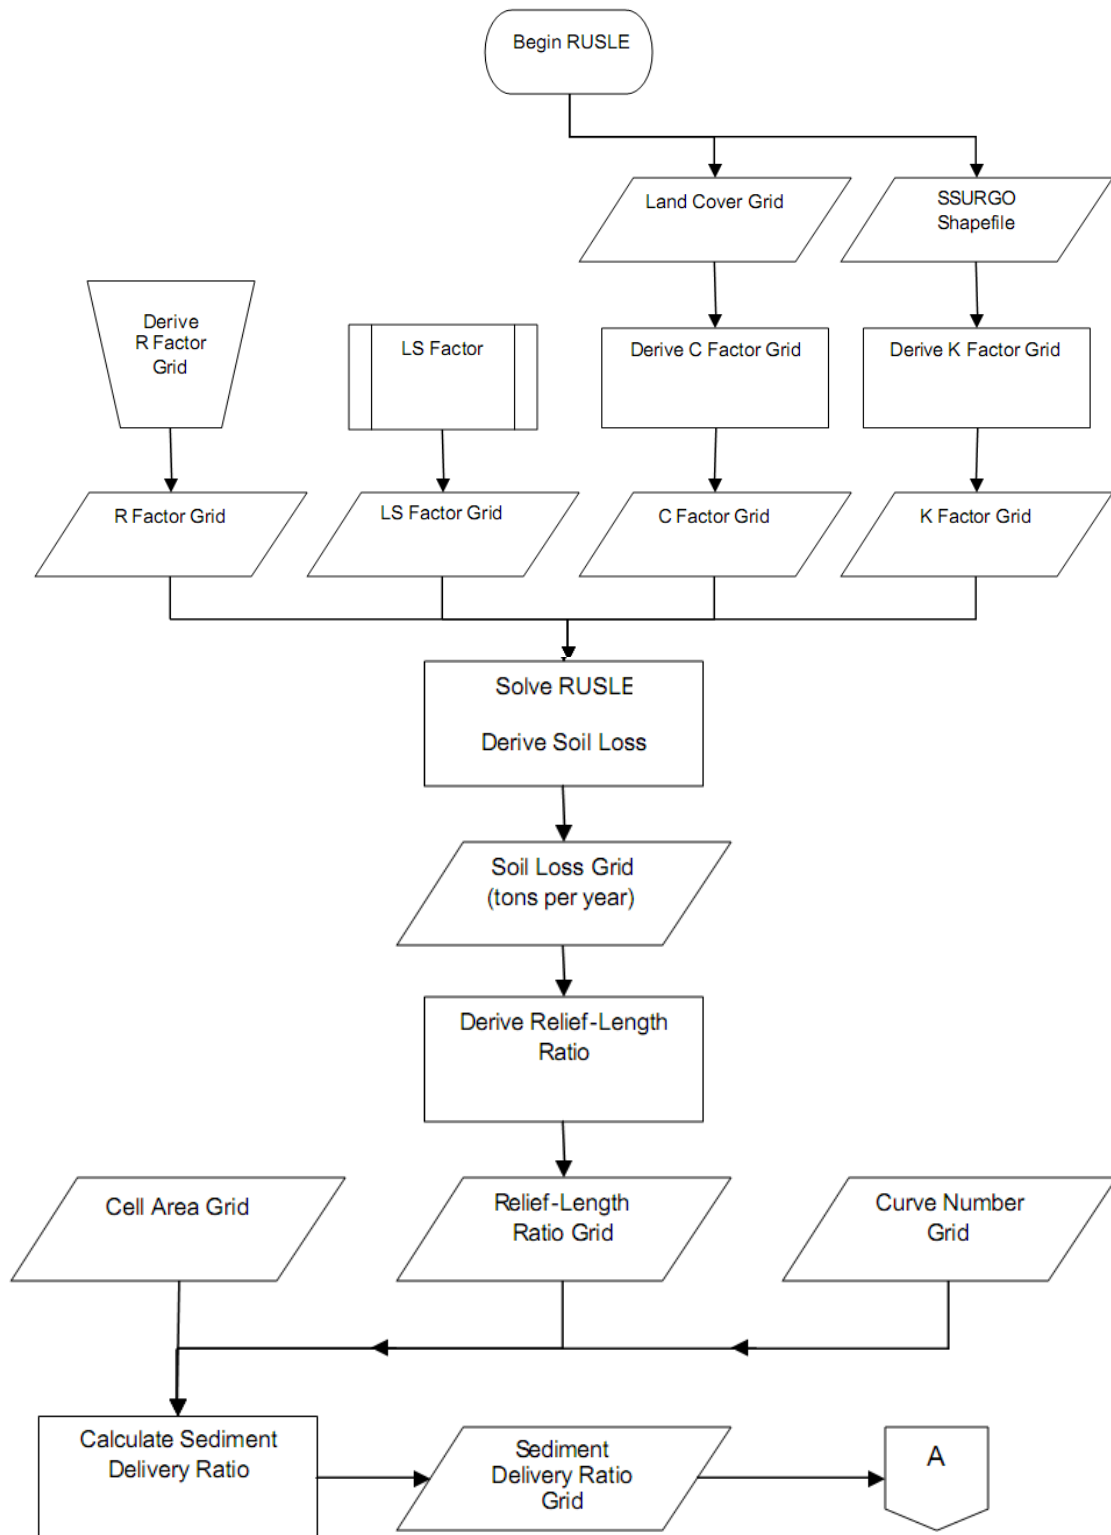 Begin RUSLE
Land Cover Grid
SSURGO
Shapefile
Derive
R Factor
Grid
LS Factor
Derive C Factor Grid
Derive K Factor Grid
R Factor Grid
LS Factor Grid
C Factor Grid
K Factor Grid
Solve RUSLE
Derive Soil Loss
Soil Loss Grid
(tons per year)
Derive Relief-Length
Ratio
Cell Area Grid
Relief-Length
Ratio Grid
Curve Number
Grid
Calculate Sediment
Delivery Ratio
Sediment
Delivery Ratio
Grid
A